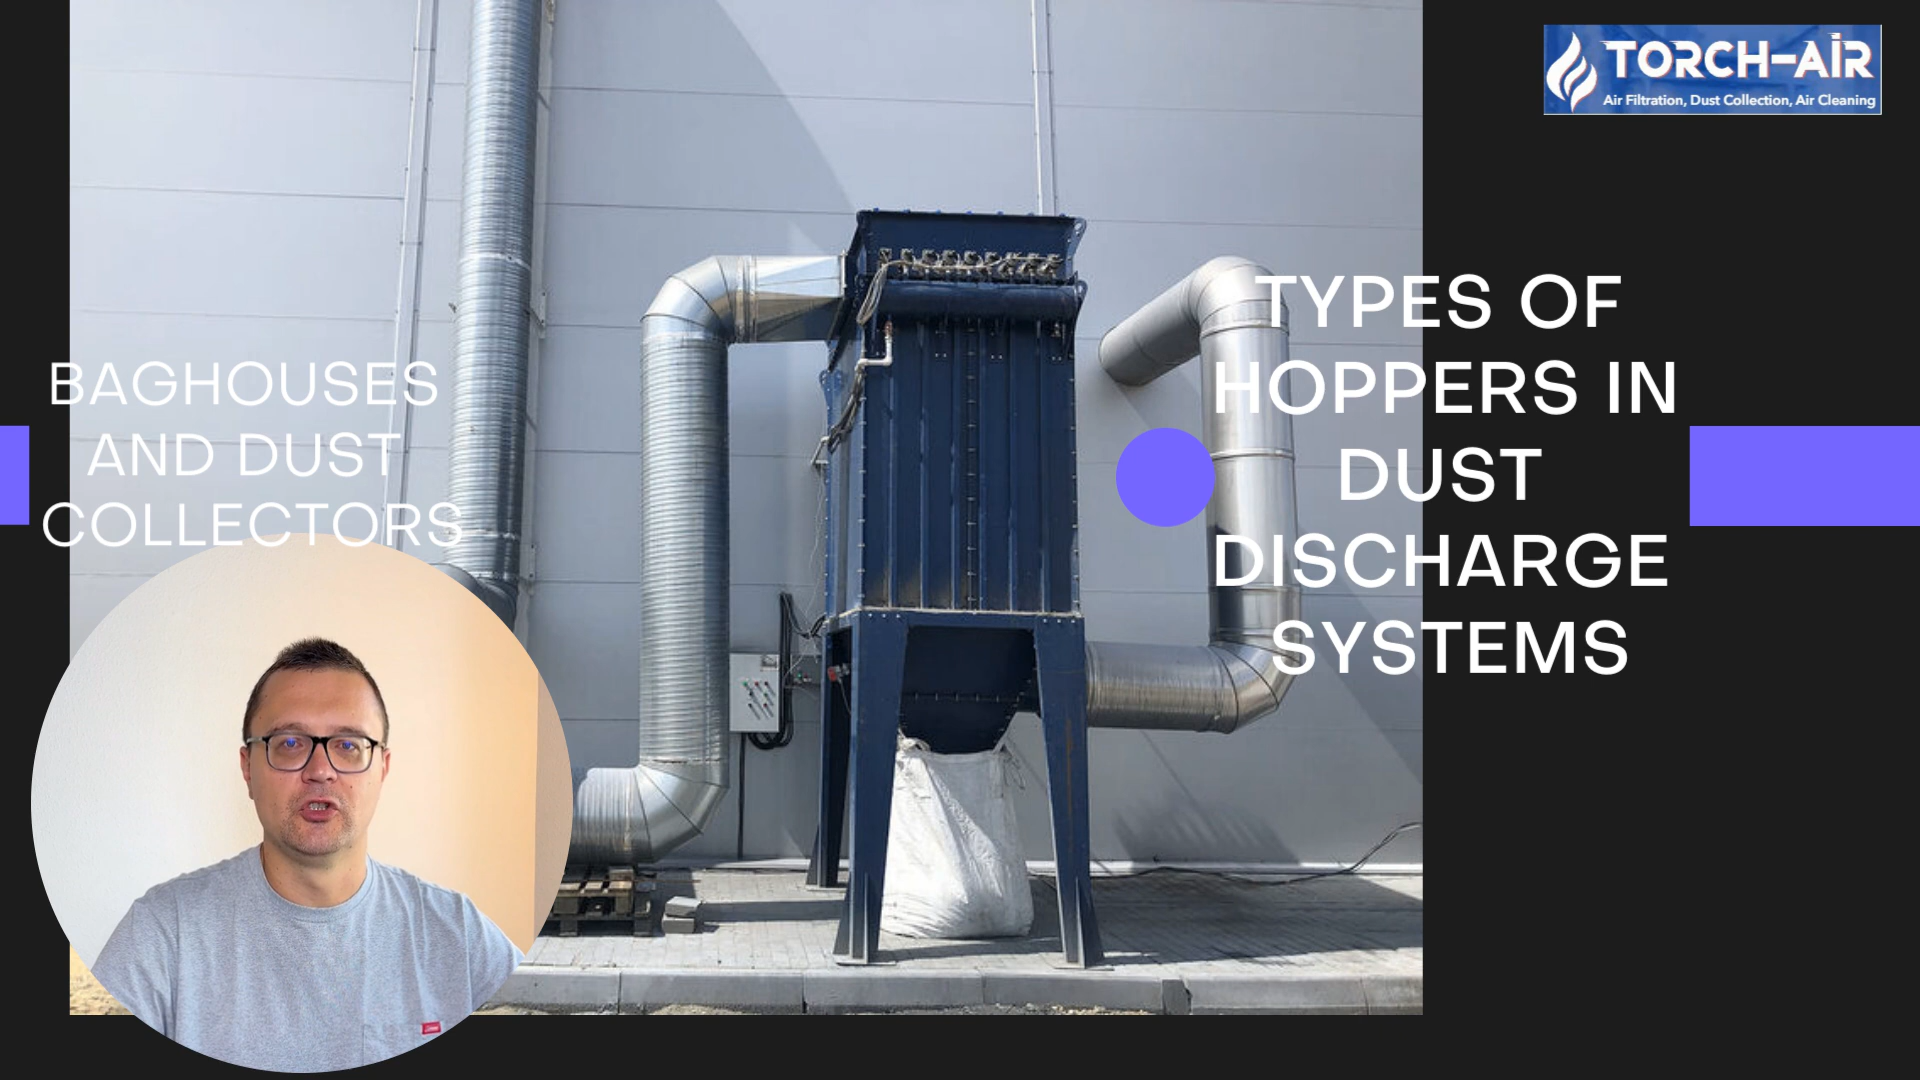 TORCH-AIR
Air Filtration, Dust Collection, Air Cleaning
BAGHOUSES
AND DUST
COLLECTORS
TYPES OF
HOPPERS IN
DUST
DISCHARGE
SYSTEMS